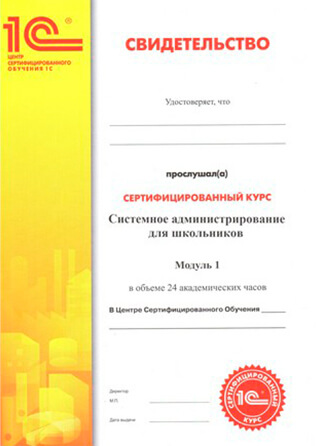 1С®
ЦЕНТР
СЕРТИФИЦИРОВАННОГО
ОБУЧЕНИЯ 1С
СВИДЕТЕЛЬСТВО
Удостоверяет, что
прослушал(а)
СЕРТИФИЦИРОВАННЫЙ КУРС
Системное администрирование
для школьников
Модуль 1
в объеме 24 академических часов
В Центре Сертифицированного Обучения
Директор
М.П.
Дата выдачи
СЕРТИФИЦИРОВАННЫЙ
1С®
КУРС